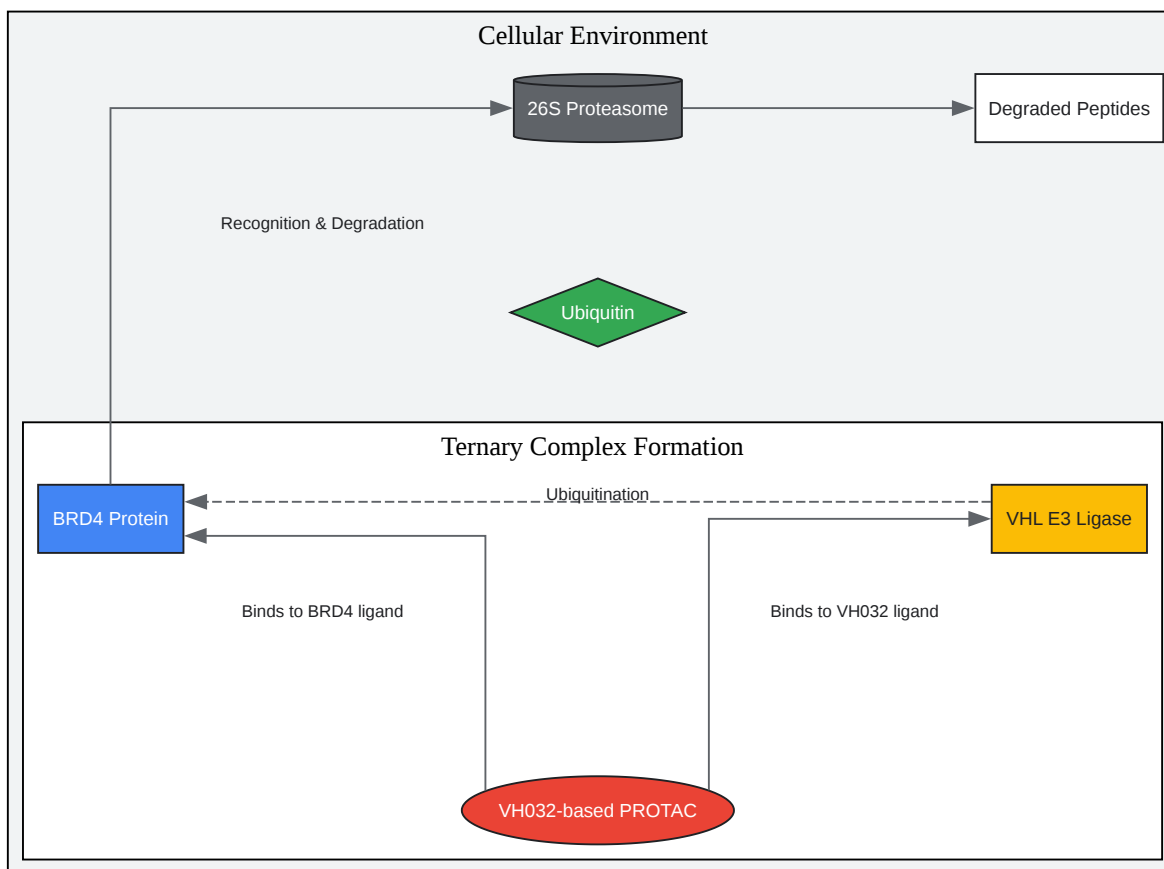 Cellular Environment
26S Proteasome
Degraded Peptides
Recognition & Degradation
Ubiquitin
Ternary Complex Formation
Ubiquitination
BRD4 Protein
VHL E3 Ligase
Binds to BRD4 ligand
Binds to VH032 ligand
VH032-based PROTAC